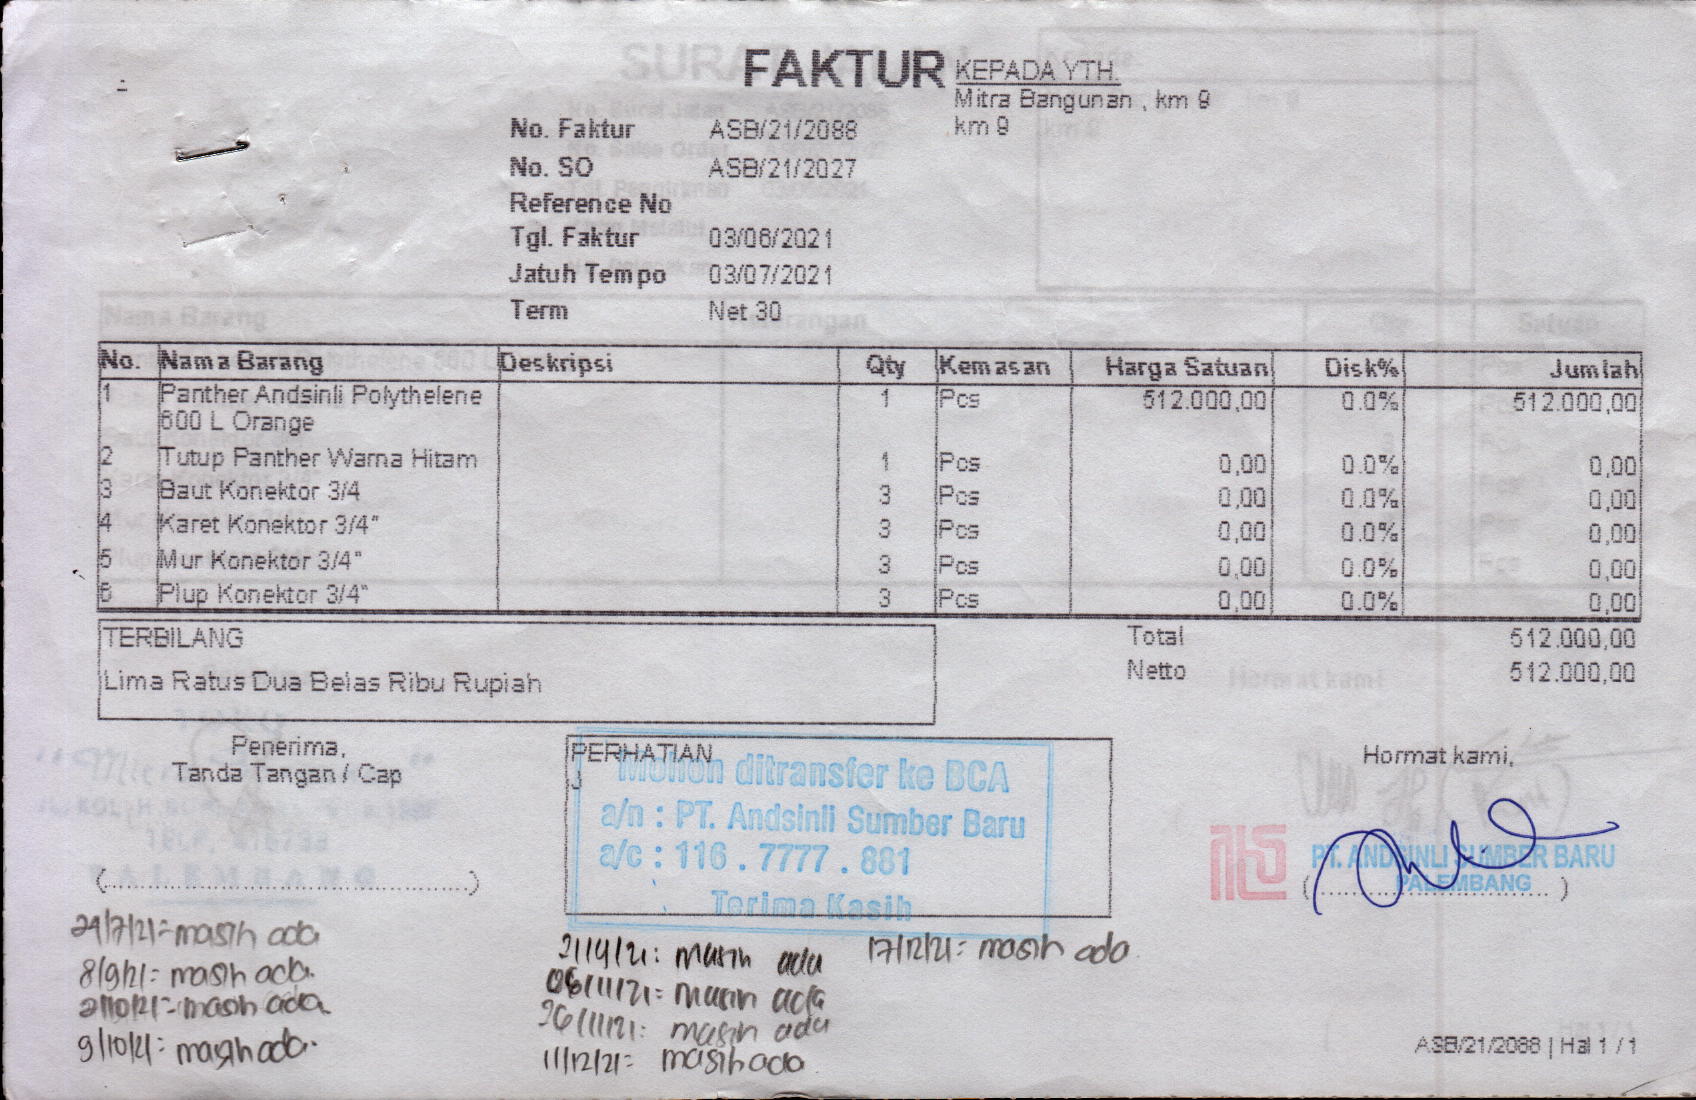 FAKTUR
KEPADA YTH.
Mitra Bangunan , km 9
km 9
No. Faktur ASB/21/2088
No. SO ASB/21/2027
Reference No
Tgl. Faktur 03/06/2021
Jatuh Tempo 03/07/2021
Term Net 30
No. Nama Barang Deskripsi Qty Kemasan Harga Satuan Disk% Jumlah
1 Panther Andsinli Polythelene 1 Pcs 512.000,00 0.0% 512.000,00
600 L Orange
2 Tutup Panther Warna Hitam 1 Pcs 0,00 0.0% 0,00
3 Baut Konektor 3/4 3 Pcs 0,00 0.0% 0,00
4 Karet Konektor 3/4" 3 Pcs 0,00 0.0% 0,00
5 Mur Konektor 3/4" 3 Pcs 0,00 0.0% 0,00
6 Plup Konektor 3/4" 3 Pcs 0,00 0.0% 0,00
TERBILANG
Lima Ratus Dua Belas Ribu Rupiah
Total 512.000,00
Netto 512.000,00
Penerima,
Tanda Tangan / Cap
(..........)
PERHATIAN
J
Mohon ditransfer ke BCA
a/n : PT. Andsinli Sumber Baru
a/c : 116 . 7777 . 881
Terima Kasih
Hormat kami,
PT. ANDSINLI SUMBER BARU
PALEMBANG
(..........)
24/7/21= masih ada
8/9/21= masih ada.
2/10/21= masih ada.
9/10/21= masih ada.
masih ada
06/11/21= masih ada
26/11/21: masih ada
11/12/21= masih ada
17/12/21= masih ada.
ASB/21/2088 | Hal 1 / 1